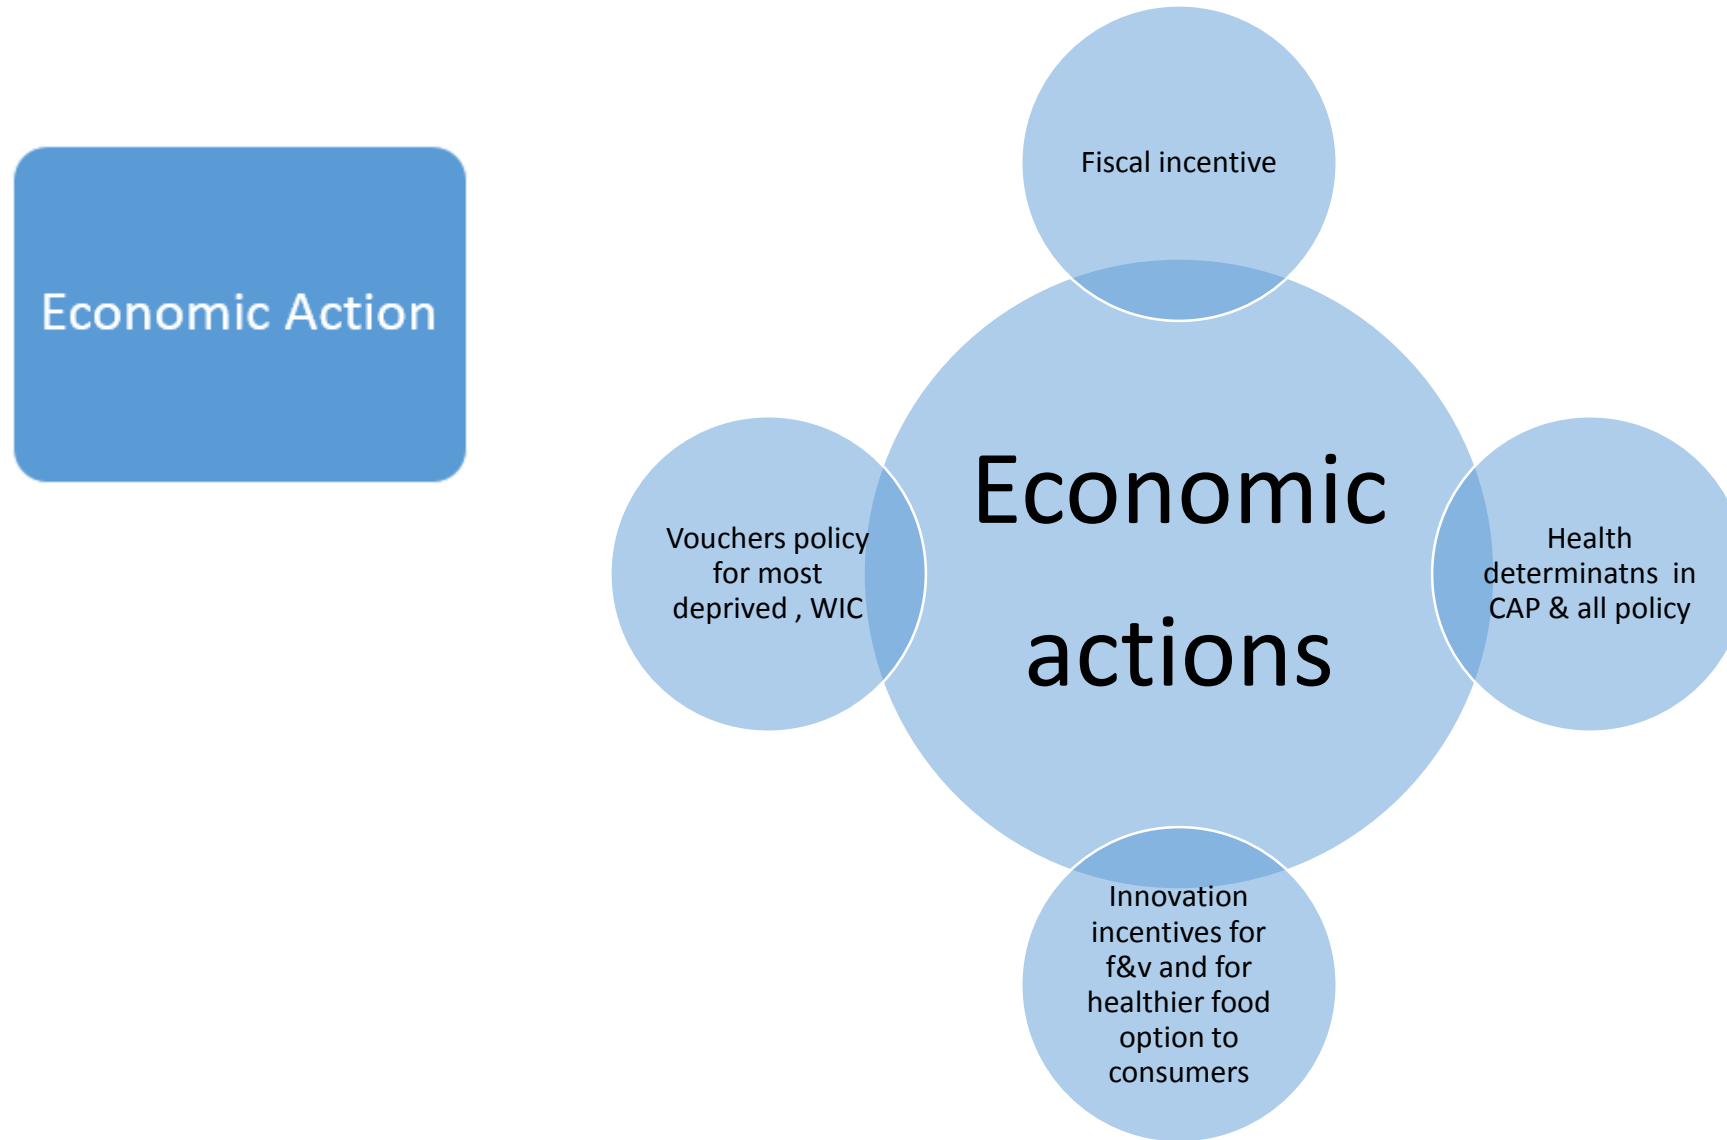 Economic Action
Fiscal incentive
Economic
actions
Vouchers policy
for most
deprived , WIC
Health
determinatns  in
CAP & all policy
Innovation
incentives for
f&v and for
healthier food
option to
consumers